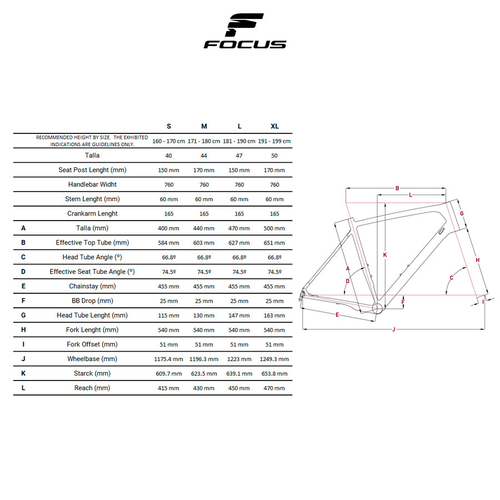 FOCUS
S M L XL
RECOMMENDED HEIGHT BY SIZE. THE EXHIBITED
INDICATIONS ARE GUIDELINES ONLY. 160 - 170 cm 171 - 180 cm 181 - 190 cm 191 - 199 cm
Talla 40 44 47 50
Seat Post Lenght (mm) 150 mm 170 mm 150 mm 170 mm
Handlebar Widht 760 760 760 760
Stem Lenght (mm) 60 mm 60 mm 60 mm 60 mm
Crankarm Lenght 165 165 165 165
A Talla (mm) 400 mm 440 mm 470 mm 500 mm
B Effective Top Tube (mm) 584 mm 603 mm 627 mm 651 mm
C Head Tube Angle (º) 66.8º 66.8º 66.8º 66.8º
D Effective Seat Tube Angle (º) 74.5º 74.5º 74.5º 74.5º
E Chainstay (mm) 455 mm 455 mm 455 mm 455 mm
F BB Drop (mm) 25 mm 25 mm 25 mm 25 mm
G Head Tube Lenght (mm) 115 mm 130 mm 147 mm 163 mm
H Fork Lenght (mm) 540 mm 540 mm 540 mm 540 mm
I Fork Offset (mm) 51 mm 51 mm 51 mm 51 mm
J Wheelbase (mm) 1175.4 mm 1196.3 mm 1223 mm 1249.3 mm
K Starck (mm) 609.7 mm 623.5 mm 639.1 mm 653.8 mm
L Reach (mm) 415 mm 430 mm 450 mm 470 mm
B
L
G
K
H
A
D
C
F
I
E
J